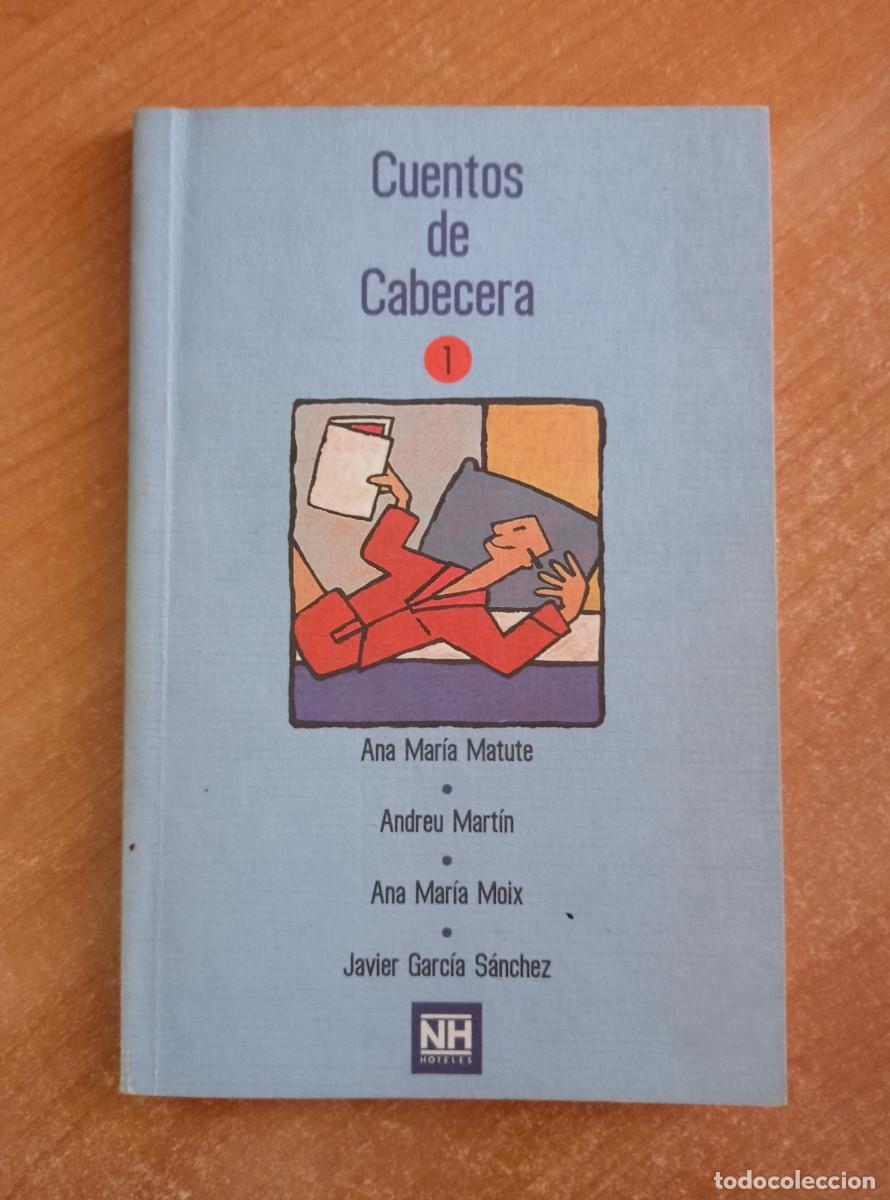 Cuentos
de
Cabecera
1
Ana María Matute
•
Andreu Martín
•
Ana María Moix
•
Javier García Sánchez
NH
HOTELES
todocoleccion